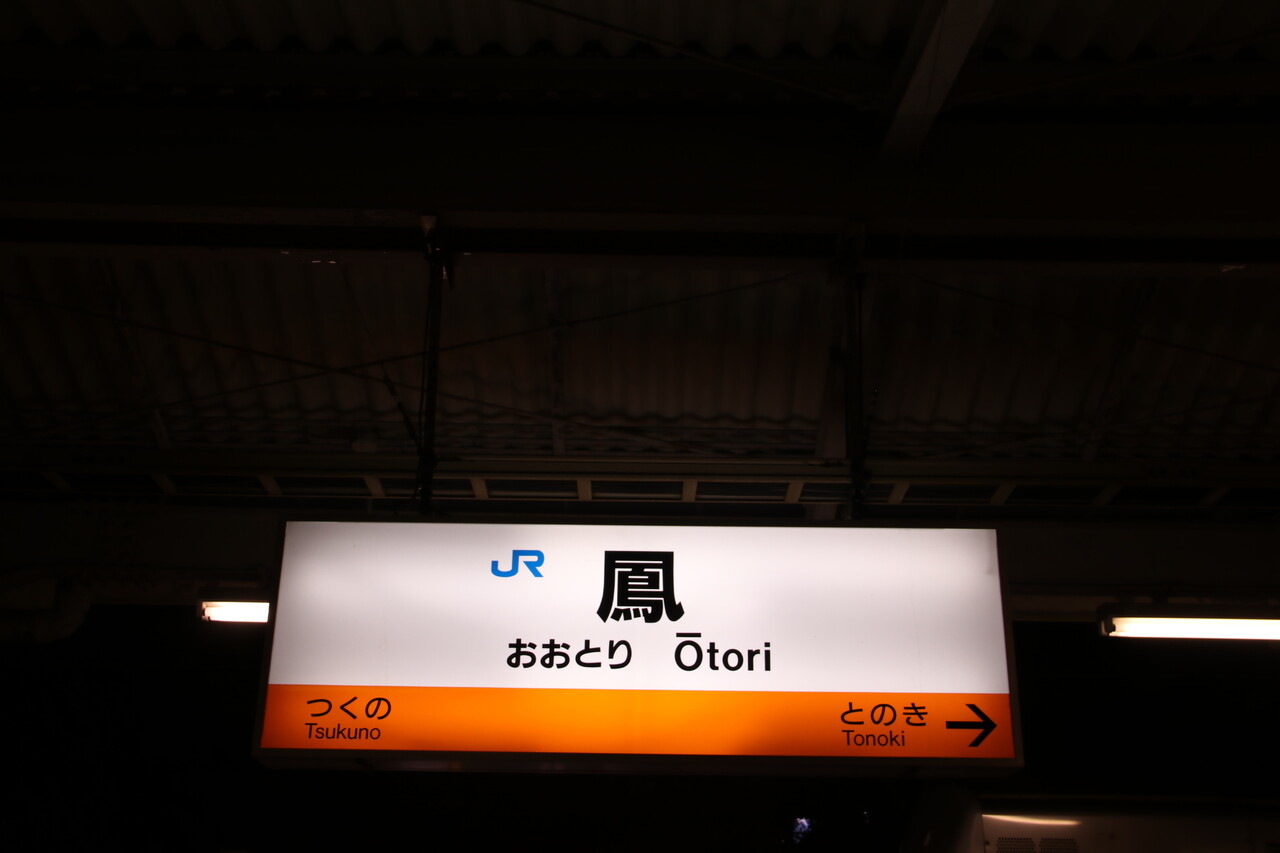 JR 鳳
おおとり Ōtori
つくの とのき →
Tsukuno Tonoki